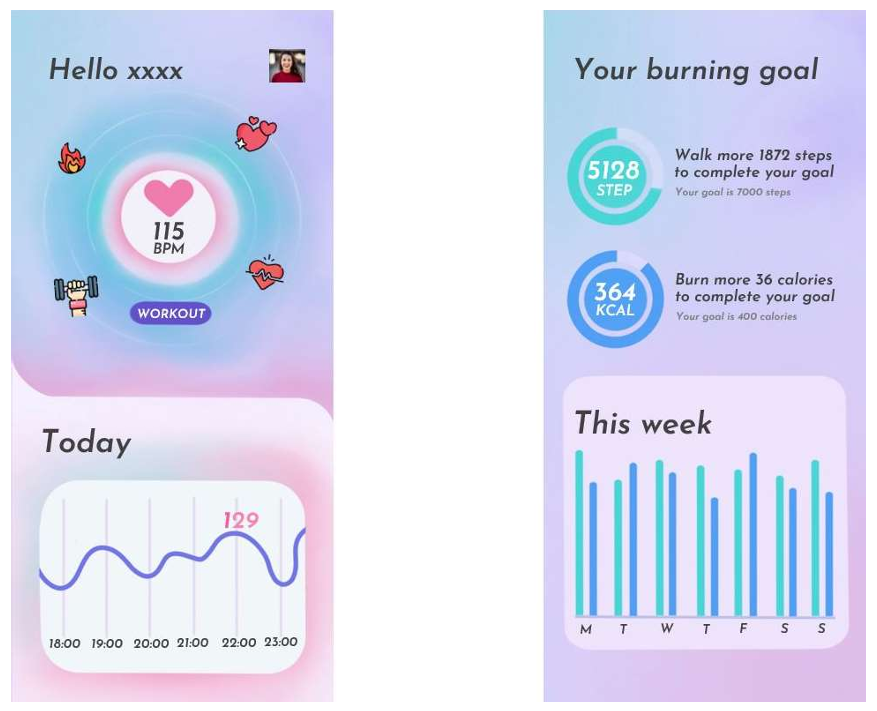 Hello xxxx
115
BPM
WORKOUT
Today
129
18:00 19:00 20:00 21:00 22:00 23:00
Your burning goal
5128
STEP
Walk more 1872 steps
to complete your goal
Your goal is 7000 steps
364
KCAL
Burn more 36 calories
to complete your goal
Your goal is 400 calories
This week
M T W T F S S